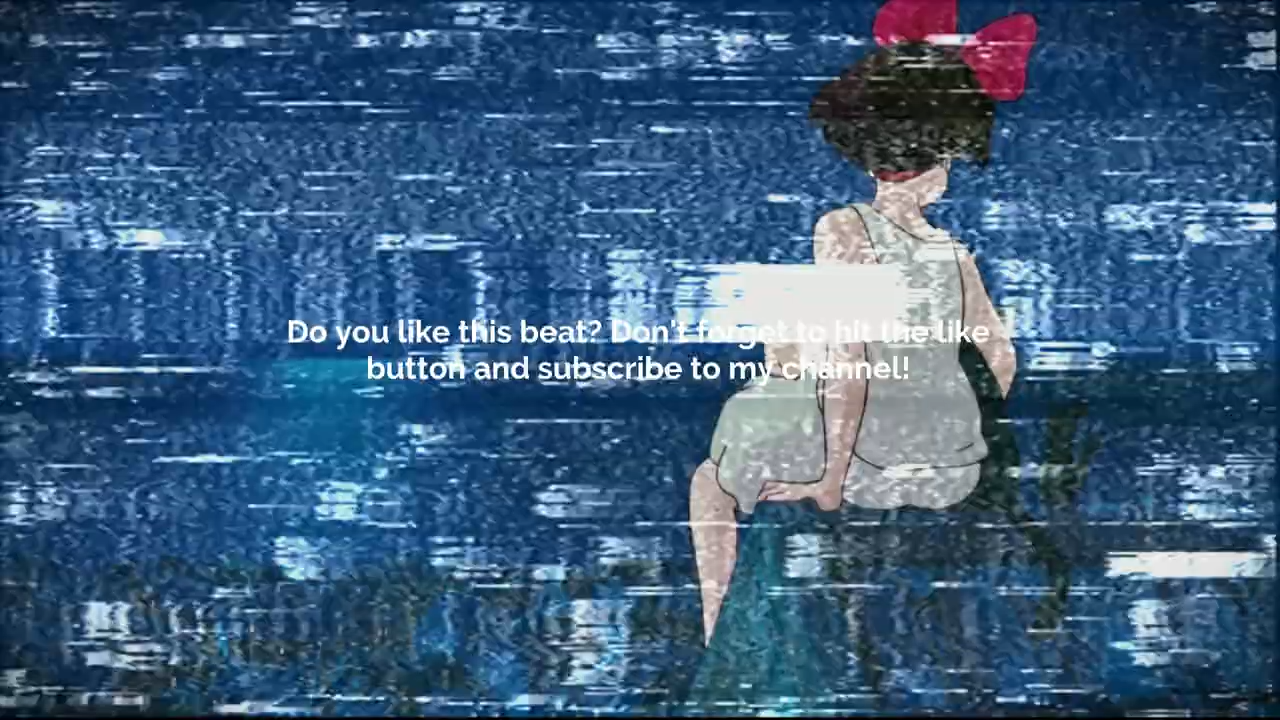 Do you like this beat? Don't forget to hit the like
button and subscribe to my channel!